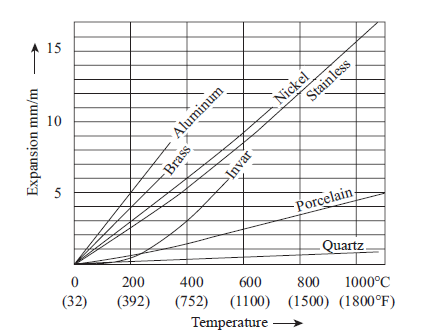 Expansion mm/m
15
10
5
Aluminum
Brass
Nickel
Stainless
Invar
Porcelain
Quartz
0 200 400 600 800 1000°C
(32) (392) (752) (1100) (1500) (1800°F)
Temperature